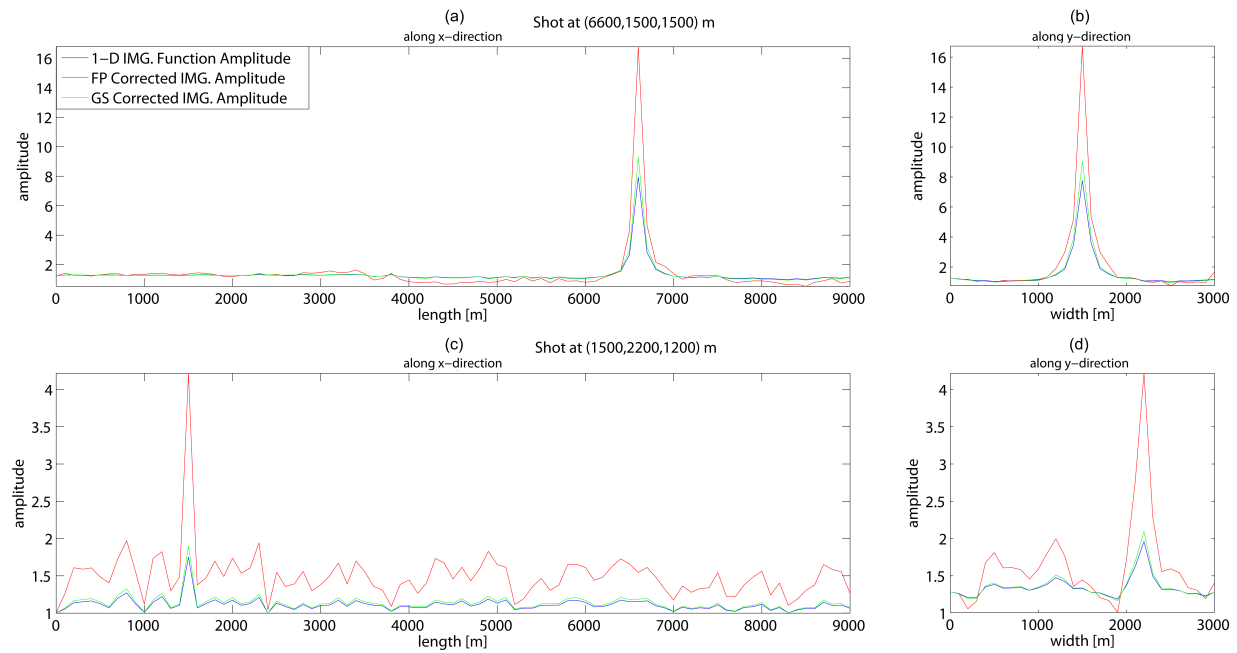 (a)
Shot at (6600,1500,1500) m
(b)
along x−direction
along y−direction
1−D IMG. Function Amplitude
FP Corrected IMG. Amplitude
GS Corrected IMG. Amplitude
amplitude
16
14
12
10
8
6
4
2
0 1000 2000 3000 4000 5000 6000 7000 8000 9000
length [m]
amplitude
16
14
12
10
8
6
4
2
0 1000 2000 3000
width [m]
(c)
Shot at (1500,2200,1200) m
(d)
along x−direction
along y−direction
amplitude
4
3.5
3
2.5
2
1.5
1
0 1000 2000 3000 4000 5000 6000 7000 8000 9000
length [m]
amplitude
4
3.5
3
2.5
2
1.5
1
0 1000 2000 3000
width [m]